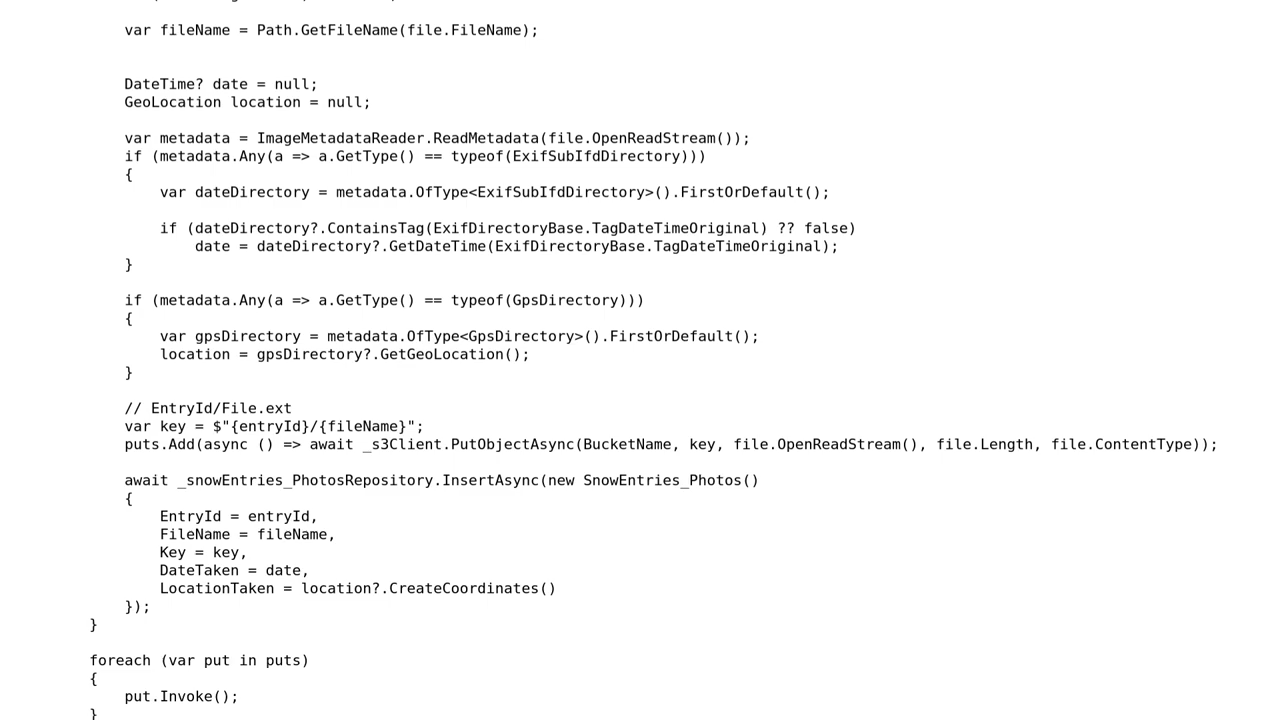 var fileName = Path.GetFileName(file.FileName);
DateTime? date = null;
GeoLocation location = null;
var metadata = ImageMetadataReader.ReadMetadata(file.OpenReadStream());
if (metadata.Any(a => a.GetType() == typeof(ExifSubIfdDirectory)))
{
var dateDirectory = metadata.OfType<ExifSubIfdDirectory>().FirstOrDefault();
if (dateDirectory?.ContainsTag(ExifDirectoryBase.TagDateTimeOriginal) ?? false)
date = dateDirectory?.GetDateTime(ExifDirectoryBase.TagDateTimeOriginal);
}
if (metadata.Any(a => a.GetType() == typeof(GpsDirectory)))
{
var gpsDirectory = metadata.OfType<GpsDirectory>().FirstOrDefault();
location = gpsDirectory?.GetGeoLocation();
}
// EntryId/File.ext
var key = $"{entryId}/{fileName}";
puts.Add(async () => await _s3Client.PutObjectAsync(BucketName, key, file.OpenReadStream(), file.Length, file.ContentType));
await _snowEntries_PhotosRepository.InsertAsync(new SnowEntries_Photos()
{
EntryId = entryId,
FileName = fileName,
Key = key,
DateTaken = date,
LocationTaken = location?.CreateCoordinates()
});
}
foreach (var put in puts)
{
put.Invoke();
}